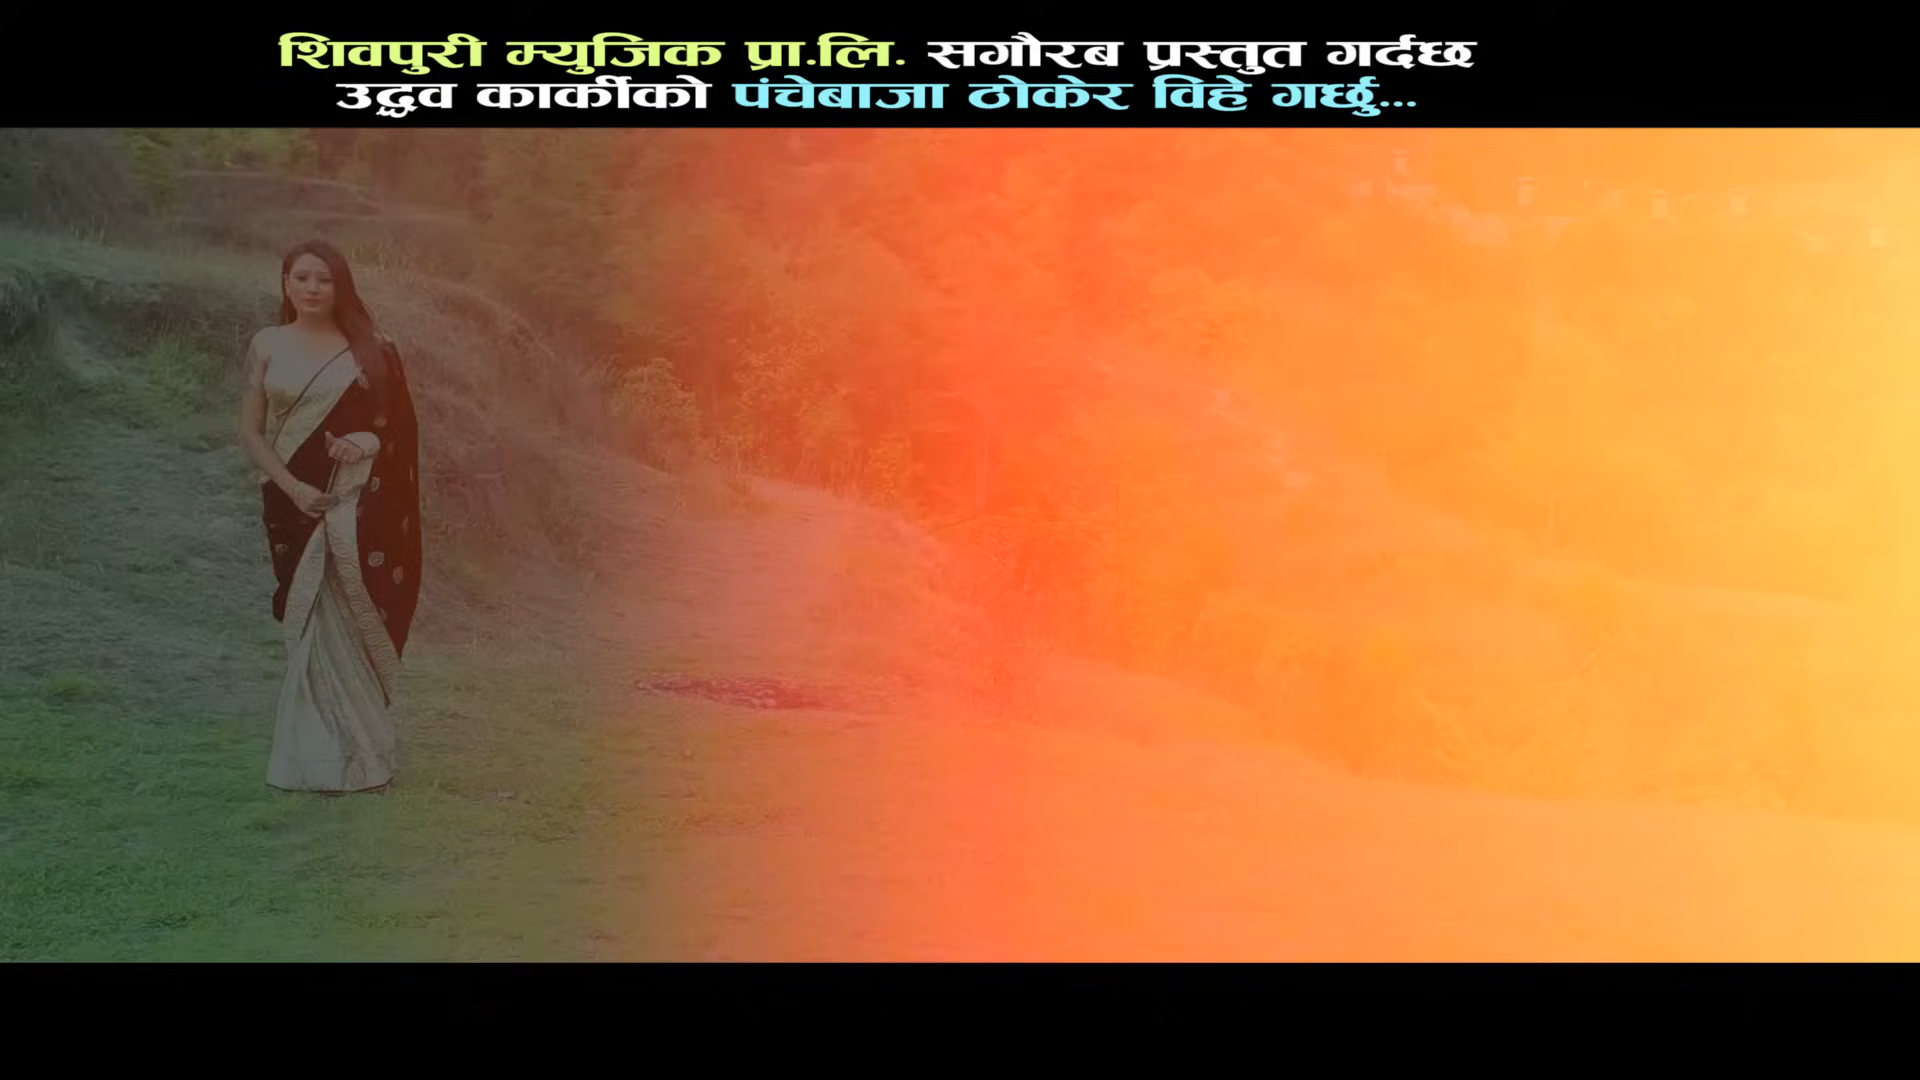 शिवपुरी म्युजिक प्रा.लि. सगौरब प्रस्तुत गर्दछ
उद्धव कार्कीको पंचेबाजा ठोकेर विहे गर्छु...